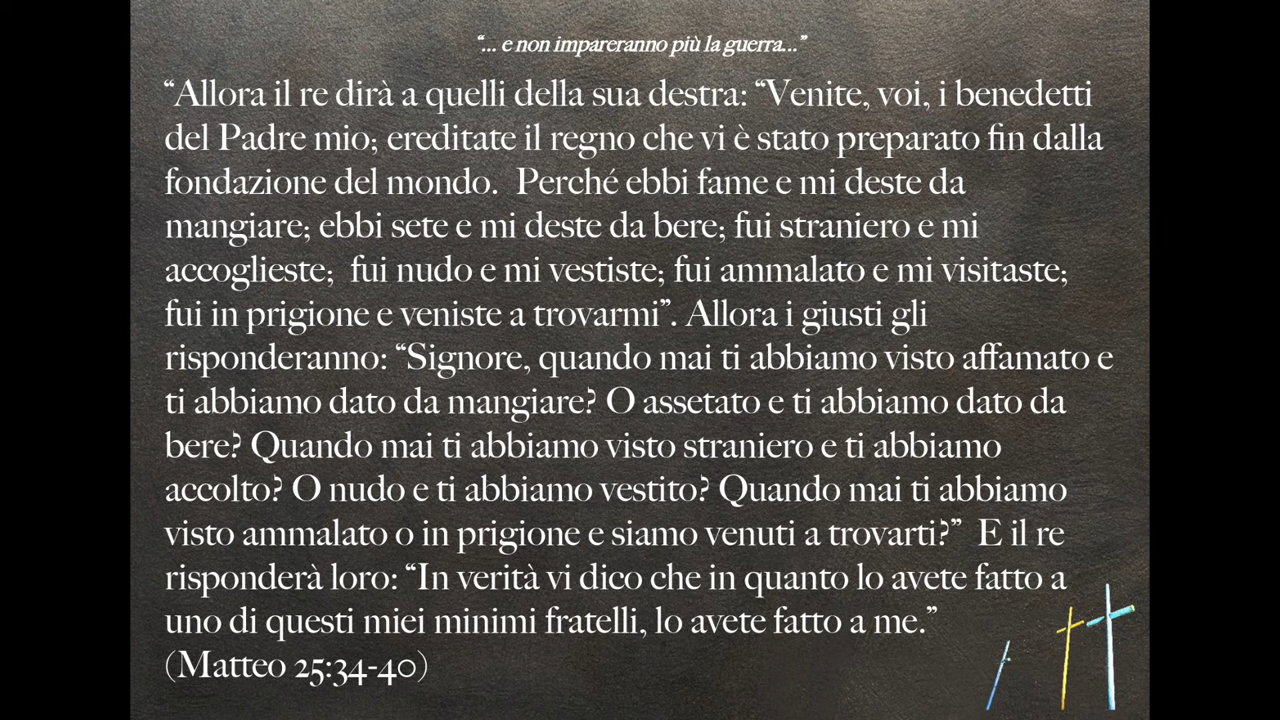 “... e non impareranno più la guerra...”
“Allora il re dirà a quelli della sua destra: “Venite, voi, i benedetti
del Padre mio; ereditate il regno che vi è stato preparato fin dalla
fondazione del mondo.  Perché ebbi fame e mi deste da
mangiare; ebbi sete e mi deste da bere; fui straniero e mi
accoglieste;  fui nudo e mi vestiste; fui ammalato e mi visitaste;
fui in prigione e veniste a trovarmi”. Allora i giusti gli
risponderanno: “Signore, quando mai ti abbiamo visto affamato e
ti abbiamo dato da mangiare? O assetato e ti abbiamo dato da
bere? Quando mai ti abbiamo visto straniero e ti abbiamo
accolto? O nudo e ti abbiamo vestito? Quando mai ti abbiamo
visto ammalato o in prigione e siamo venuti a trovarti?”  E il re
risponderà loro: “In verità vi dico che in quanto lo avete fatto a
uno di questi miei minimi fratelli, lo avete fatto a me.”
(Matteo 25:34-40)